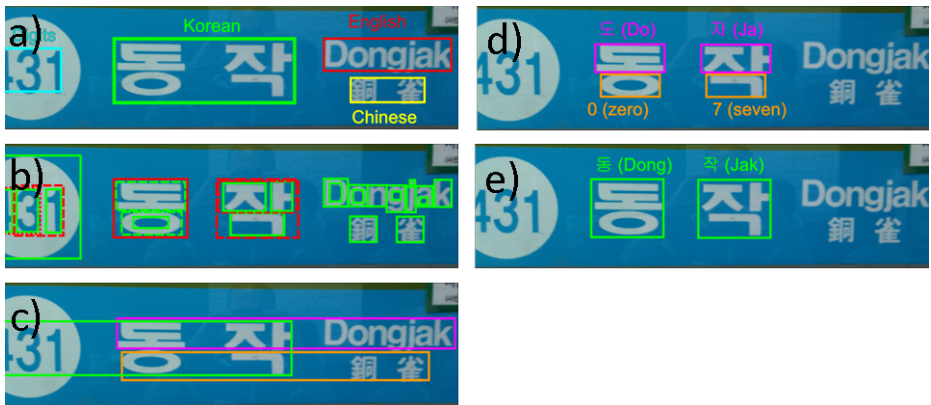 a)
Digits
Korean
English
431
동 작
Dongjak
銅 雀
Chinese
b)
431
동 작
Dongjak
銅 雀
c)
431
동 작
Dongjak
銅 雀
d)
도 (Do)
자 (Ja)
431
동 작
Dongjak
銅 雀
0 (zero)
7 (seven)
e)
둥 (Dong)
작 (Jak)
431
동 작
Dongjak
銅 雀